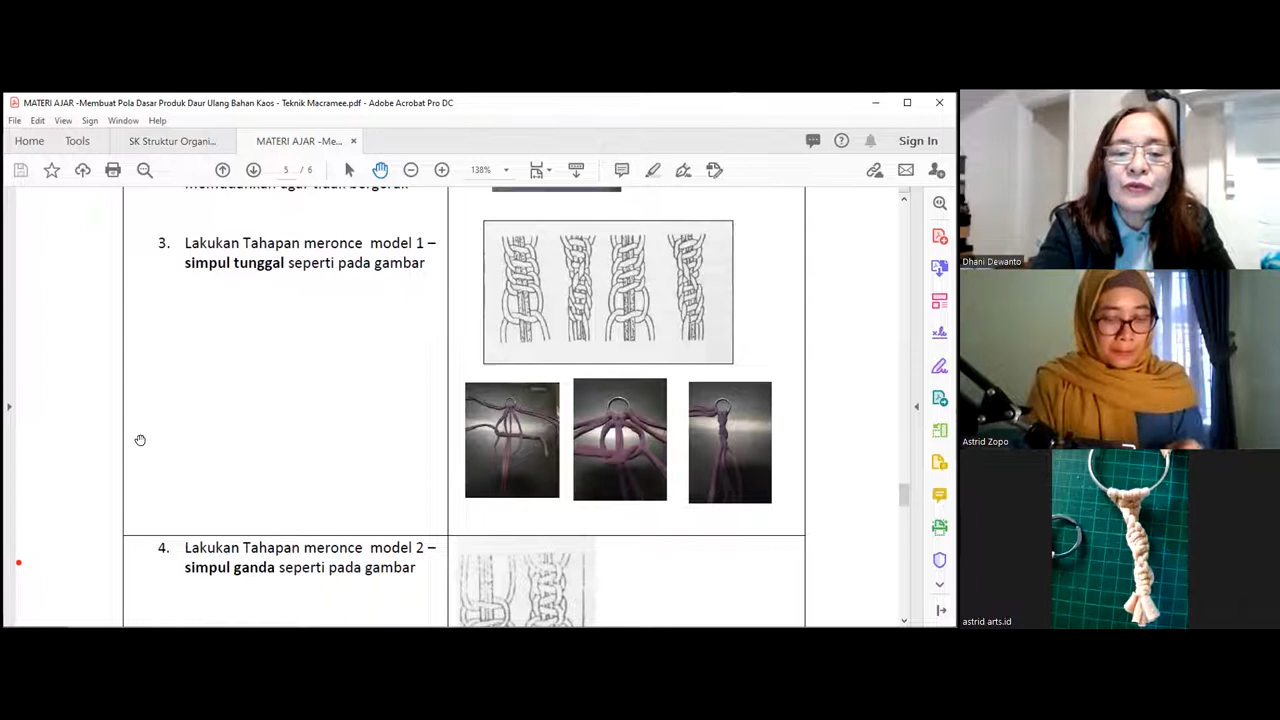 MATERI AJAR -Membuat Pola Dasar Produk Daur Ulang Bahan Kaos - Teknik Macramee.pdf - Adobe Acrobat Pro DC
File Edit View Sign Window Help
Home Tools SK Struktur Organi... MATERI AJAR -Me... Sign In
5 / 6 138%
3. Lakukan Tahapan meronce model 1 –
simpul tunggal seperti pada gambar
4. Lakukan Tahapan meronce model 2 –
simpul ganda seperti pada gambar
Dhani Dewanto
Astrid Zopo
astrid arts.id